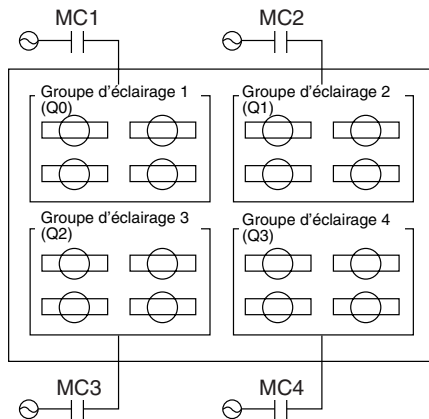 MC1
MC2
Groupe d'éclairage 1
(Q0)
Groupe d'éclairage 2
(Q1)
Groupe d'éclairage 3
(Q2)
Groupe d'éclairage 4
(Q3)
MC3
MC4